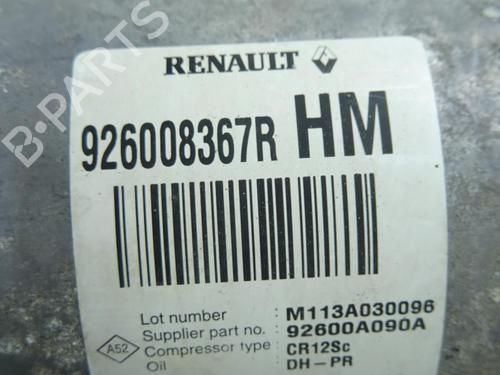 B-PARTS
RENAULT
926008367R HM
Lot number : M113A030096
Supplier part no. : 92600A090A
A52 Compressor type : CR12Sc
Oil DH-PR